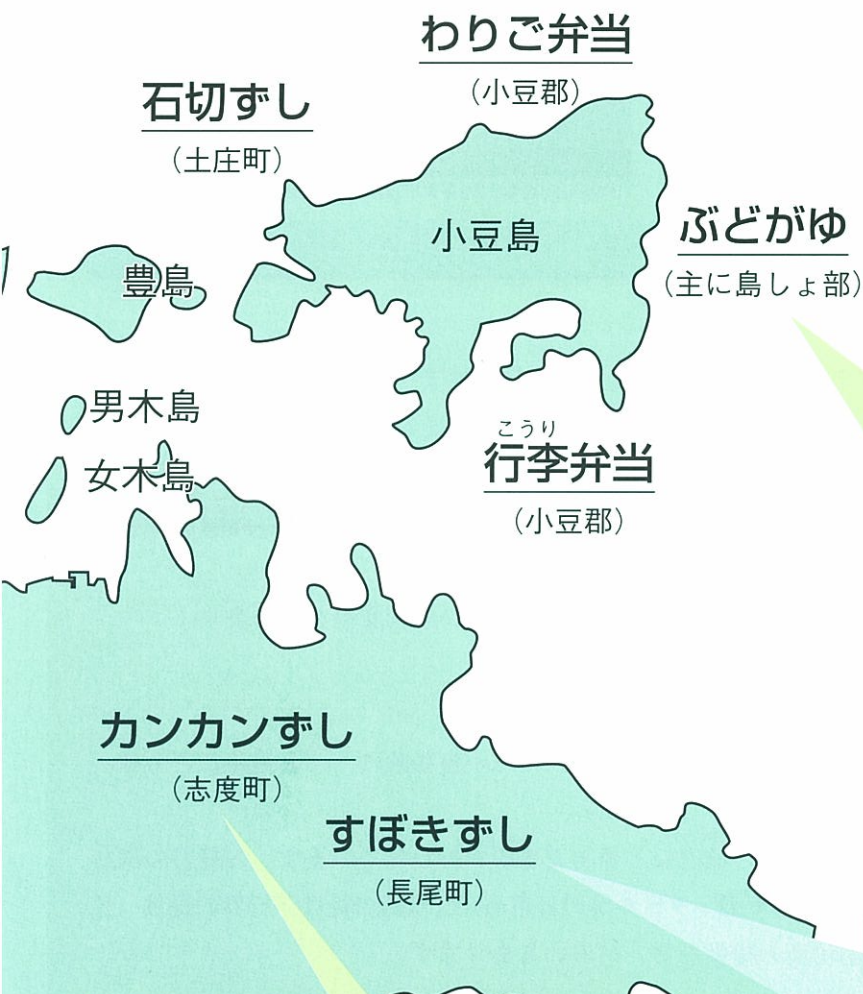 わりご弁当
（小豆郡）
石切ずし
（土庄町）
小豆島
ぶどがゆ
（主に島しょ部）
豊島
男木島
女木島
こうり
行李弁当
（小豆郡）
カンカンずし
（志度町）
すぼきずし
（長尾町）